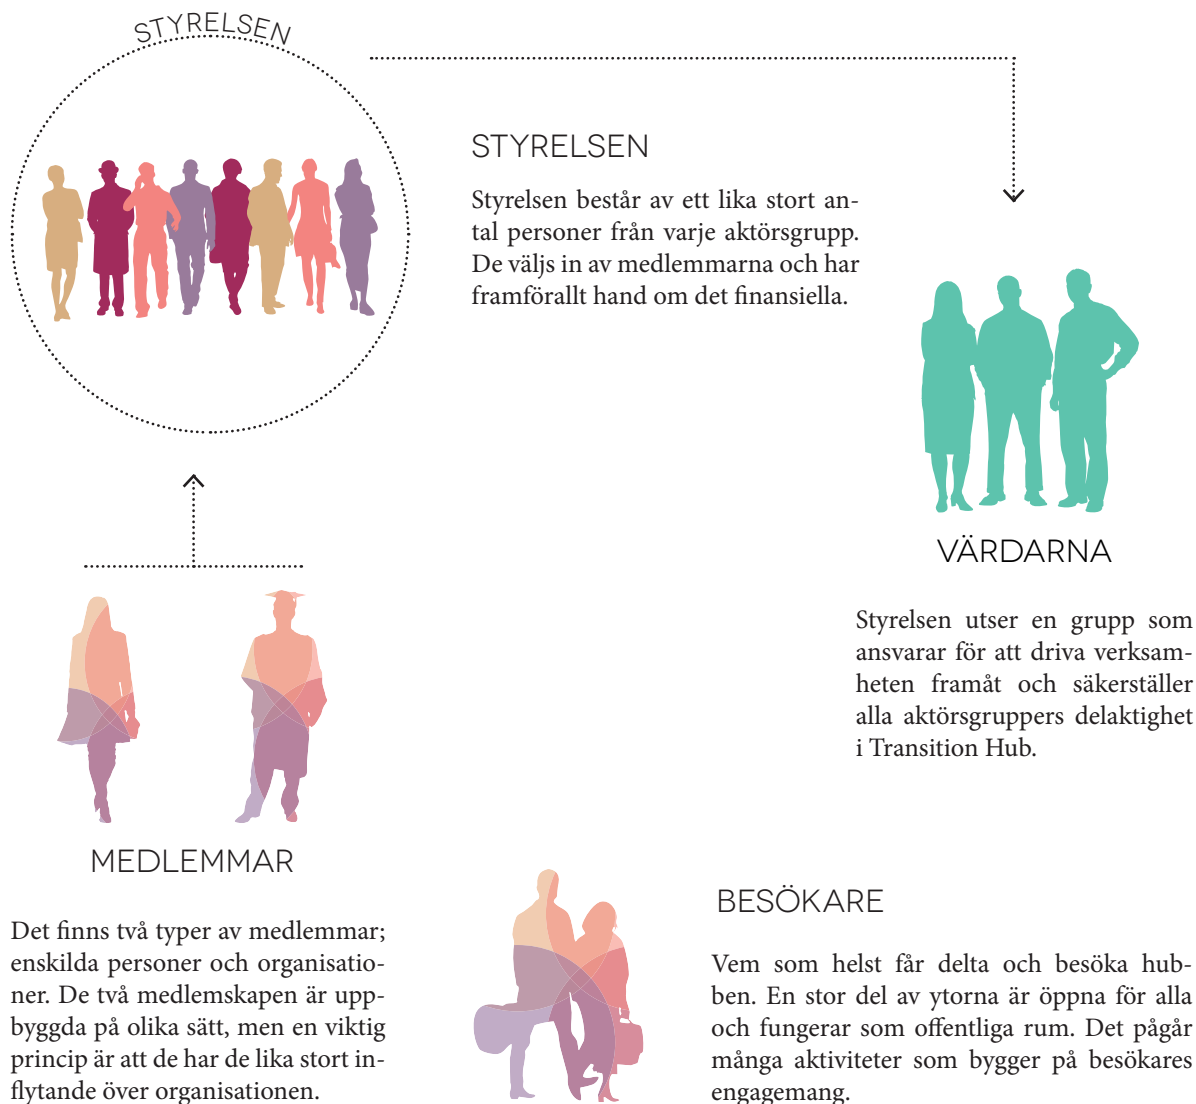 STYRELSEN
STYRELSEN
Styrelsen består av ett lika stort an-
tal personer från varje aktörsgrupp.
De väljs in av medlemmarna och har
framförallt hand om det finansiella.
VÄRDARNA
Styrelsen utser en grupp som
ansvarar för att driva verksam-
heten framåt och säkerställer
alla aktörsgruppers delaktighet
i Transition Hub.
MEDLEMMAR
Det finns två typer av medlemmar;
enskilda personer och organisatio-
ner. De två medlemskapen är upp-
byggda på olika sätt, men en viktig
princip är att de har de lika stort in-
flytande över organisationen.
BESÖKARE
Vem som helst får delta och besöka hub-
ben. En stor del av ytorna är öppna för alla
och fungerar som offentliga rum. Det pågår
många aktiviteter som bygger på besökares
engagemang.